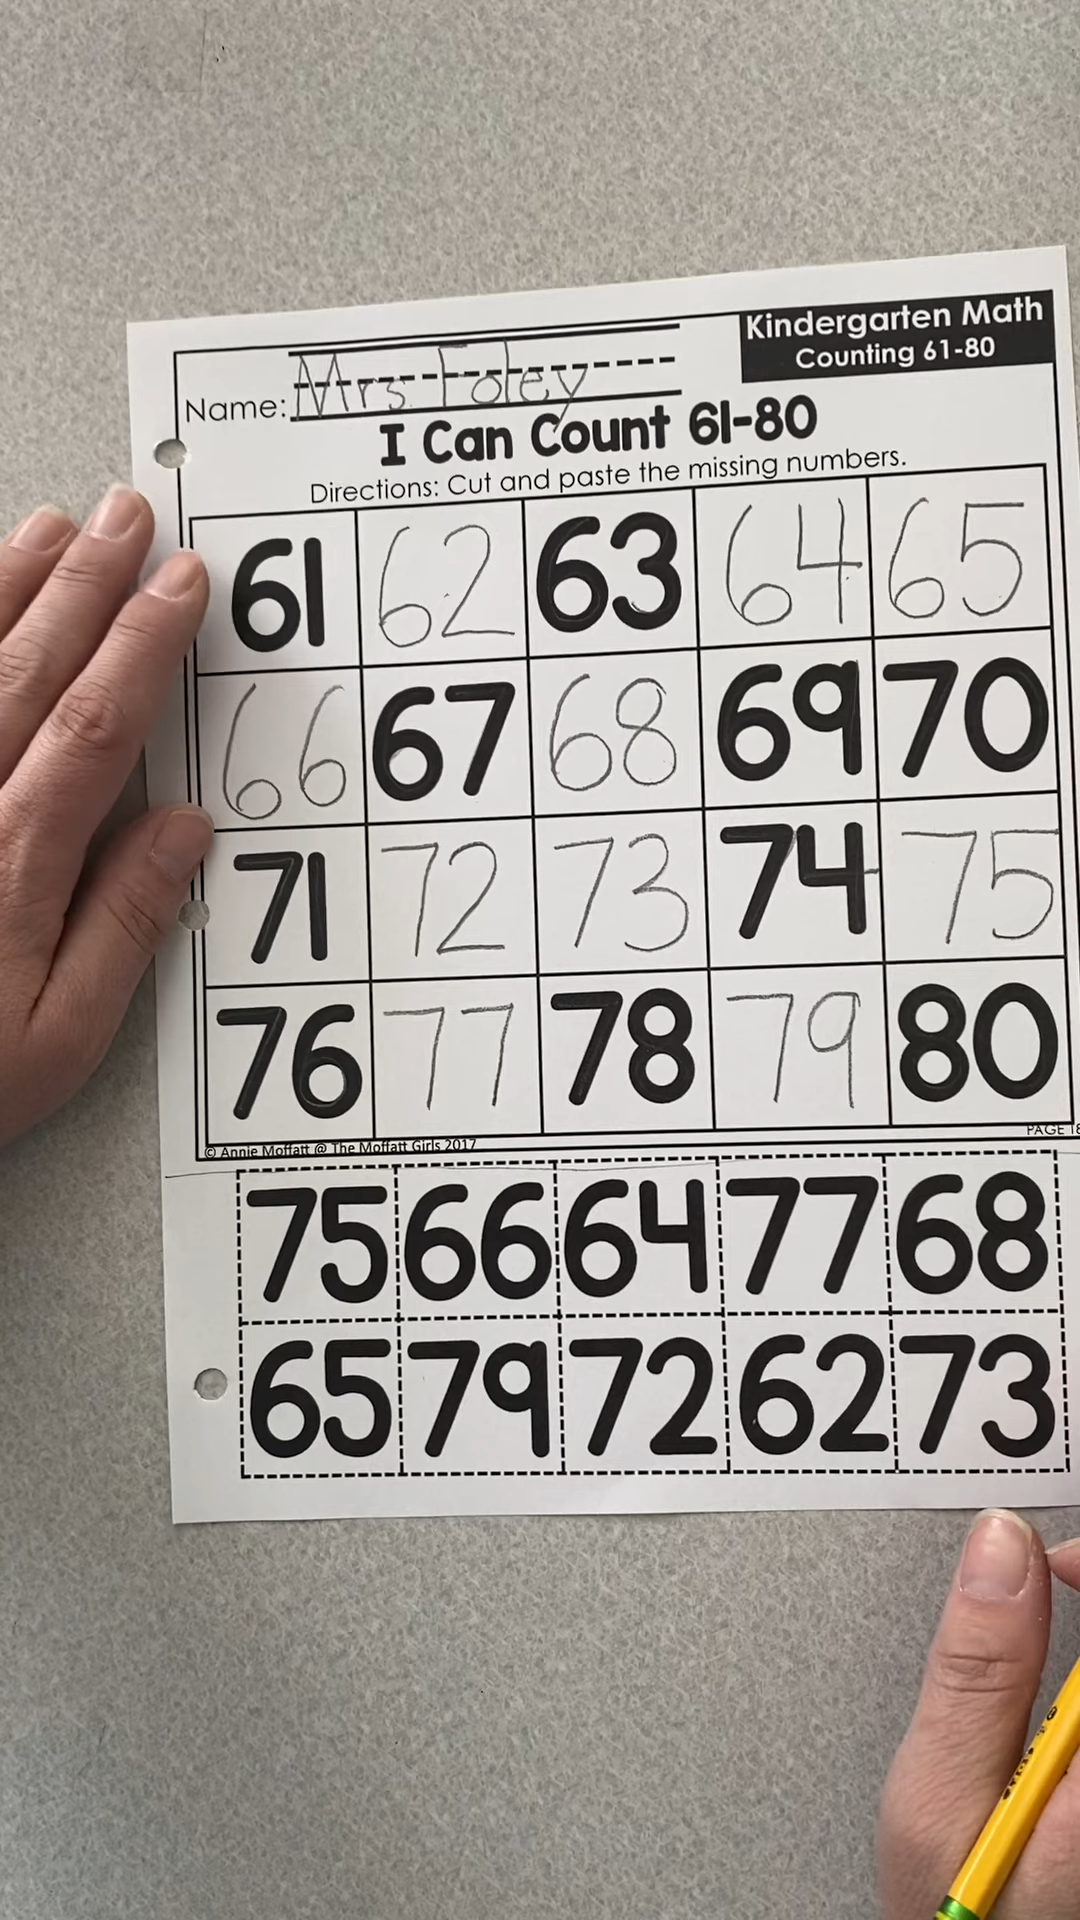 Kindergarten Math
Counting 61-80
Name: Mrs Foley
I Can Count 61-80
Directions: Cut and paste the missing numbers.
61 62 63 64 65
66 67 68 69 70
71 72 73 74 75
76 77 78 79 80
© Annie Moffatt @ The Moffatt Girls 2017
PAGE 18
75 66 64 77 68
65 79 72 62 73